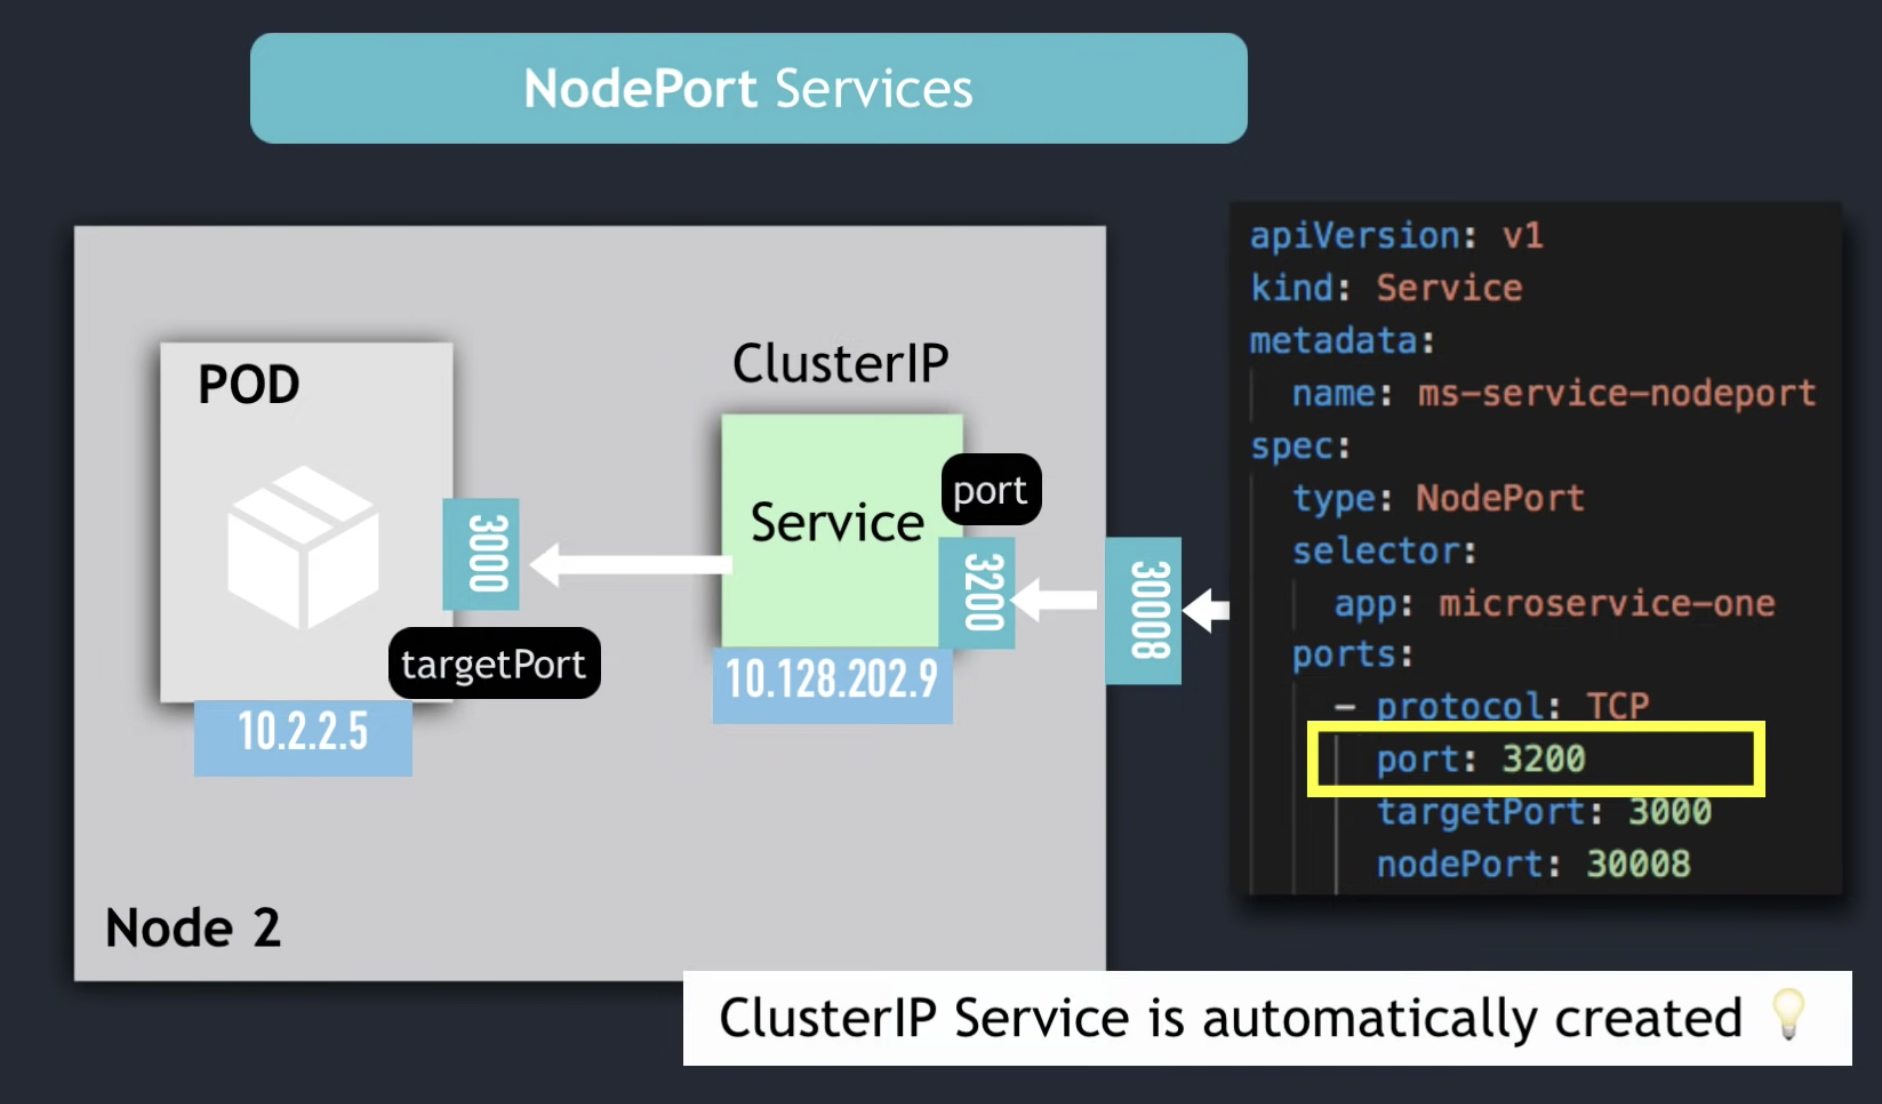 NodePort Services
POD
3000
targetPort
10.2.2.5
ClusterIP
Service
port
3200
10.128.202.9
30008
Node 2
apiVersion: v1
kind: Service
metadata:
name: ms-service-nodeport
spec:
type: NodePort
selector:
app: microservice-one
ports:
- protocol: TCP
port: 3200
targetPort: 3000
nodePort: 30008
ClusterIP Service is automatically created 💡